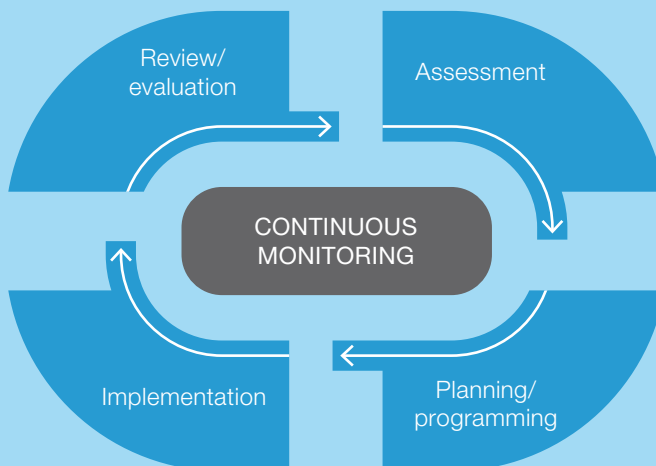 Review/
evaluation
Assessment
CONTINUOUS
MONITORING
Implementation
Planning/
programming